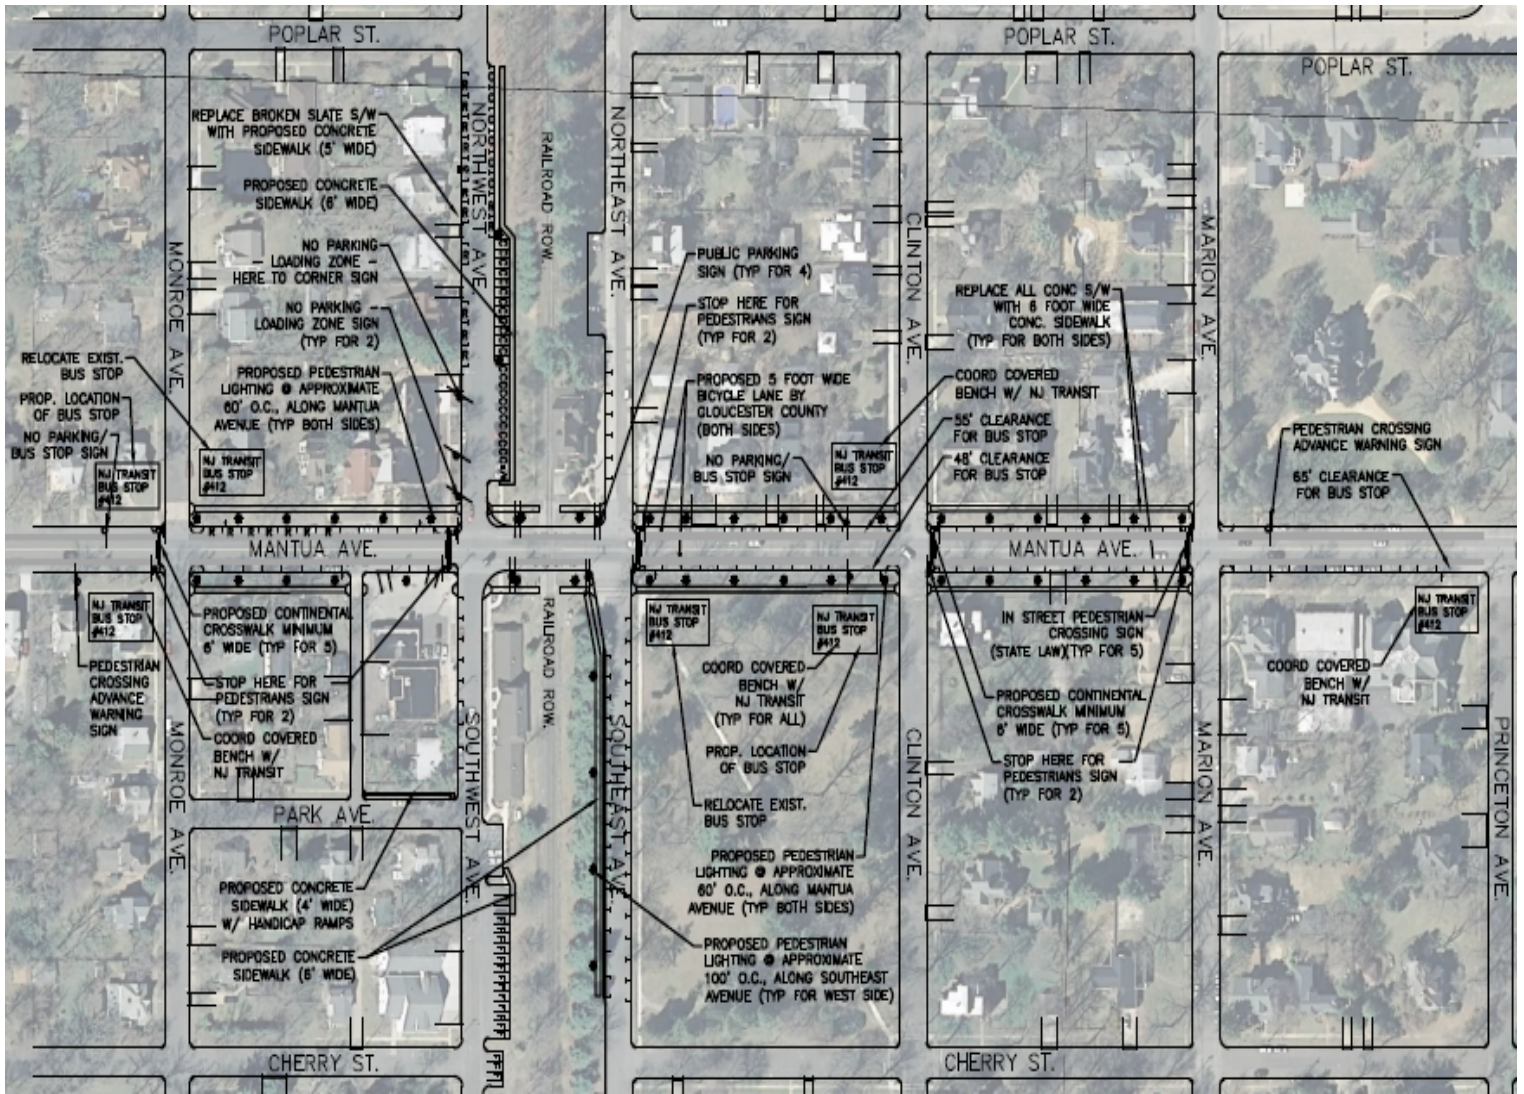 POPLAR ST.
POPLAR ST.
POPLAR ST.
REPLACE BROKEN SLATE S/W
WITH PROPOSED CONCRETE
SIDEWALK (5' WIDE)
PROPOSED CONCRETE
SIDEWALK (6' WIDE)
NO PARKING
- LOADING ZONE -
HERE TO CORNER SIGN
NO PARKING -
LOADING ZONE SIGN
(TYP FOR 2)
PROPOSED PEDESTRIAN
LIGHTING @ APPROXIMATE
60' O.C., ALONG MANTUA
AVENUE (TYP BOTH SIDES)
RELOCATE EXIST.
BUS STOP
PROP. LOCATION
OF BUS STOP
NO PARKING/
BUS STOP SIGN
NJ TRANSIT
BUS STOP
#412
NJ TRANSIT
BUS STOP
#412
MONROE AVE.
NORTHWEST AVE.
RAILROAD ROW.
NORTHEAST AVE.
PUBLIC PARKING
SIGN (TYP FOR 4)
STOP HERE FOR
PEDESTRIANS SIGN
(TYP FOR 2)
PROPOSED 5 FOOT WIDE
BICYCLE LANE BY
GLOUCESTER COUNTY
(BOTH SIDES)
NO PARKING/
BUS STOP SIGN
NJ TRANSIT
BUS STOP
#412
CLINTON AVE.
REPLACE ALL CONC S/W
WITH 6 FOOT WIDE
CONC. SIDEWALK
(TYP FOR BOTH SIDES)
COORD COVERED
BENCH W/ NJ TRANSIT
55' CLEARANCE
FOR BUS STOP
48' CLEARANCE
FOR BUS STOP
MARION AVE.
PEDESTRIAN CROSSING
ADVANCE WARNING SIGN
65' CLEARANCE
FOR BUS STOP
MANTUA AVE.
MANTUA AVE.
NJ TRANSIT
BUS STOP
#412
PEDESTRIAN
CROSSING
ADVANCE
WARNING
SIGN
MONROE AVE.
PROPOSED CONTINENTAL
CROSSWALK MINIMUM
6' WIDE (TYP FOR 5)
STOP HERE FOR
PEDESTRIANS SIGN
(TYP FOR 2)
COORD COVERED
BENCH W/
NJ TRANSIT
PARK AVE.
PROPOSED CONCRETE
SIDEWALK (4' WIDE)
W/ HANDICAP RAMPS
PROPOSED CONCRETE
SIDEWALK (6' WIDE)
SOUTHWEST AVE.
RAILROAD ROW.
SOUTHEAST AVE.
NJ TRANSIT
BUS STOP
#412
NJ TRANSIT
BUS STOP
#412
COORD COVERED
BENCH W/
NJ TRANSIT
(TYP FOR ALL)
PROP. LOCATION
OF BUS STOP
RELOCATE EXIST.
BUS STOP
PROPOSED PEDESTRIAN
LIGHTING @ APPROXIMATE
60' O.C., ALONG MANTUA
AVENUE (TYP BOTH SIDES)
PROPOSED PEDESTRIAN
LIGHTING @ APPROXIMATE
100' O.C., ALONG SOUTHEAST
AVENUE (TYP FOR WEST SIDE)
CLINTON AVE.
IN STREET PEDESTRIAN
CROSSING SIGN
(STATE LAW)(TYP FOR 5)
PROPOSED CONTINENTAL
CROSSWALK MINIMUM
6' WIDE (TYP FOR 5)
STOP HERE FOR
PEDESTRIANS SIGN
(TYP FOR 2)
MARION AVE.
NJ TRANSIT
BUS STOP
#412
COORD COVERED
BENCH W/
NJ TRANSIT
PRINCETON AVE.
CHERRY ST.
CHERRY ST.